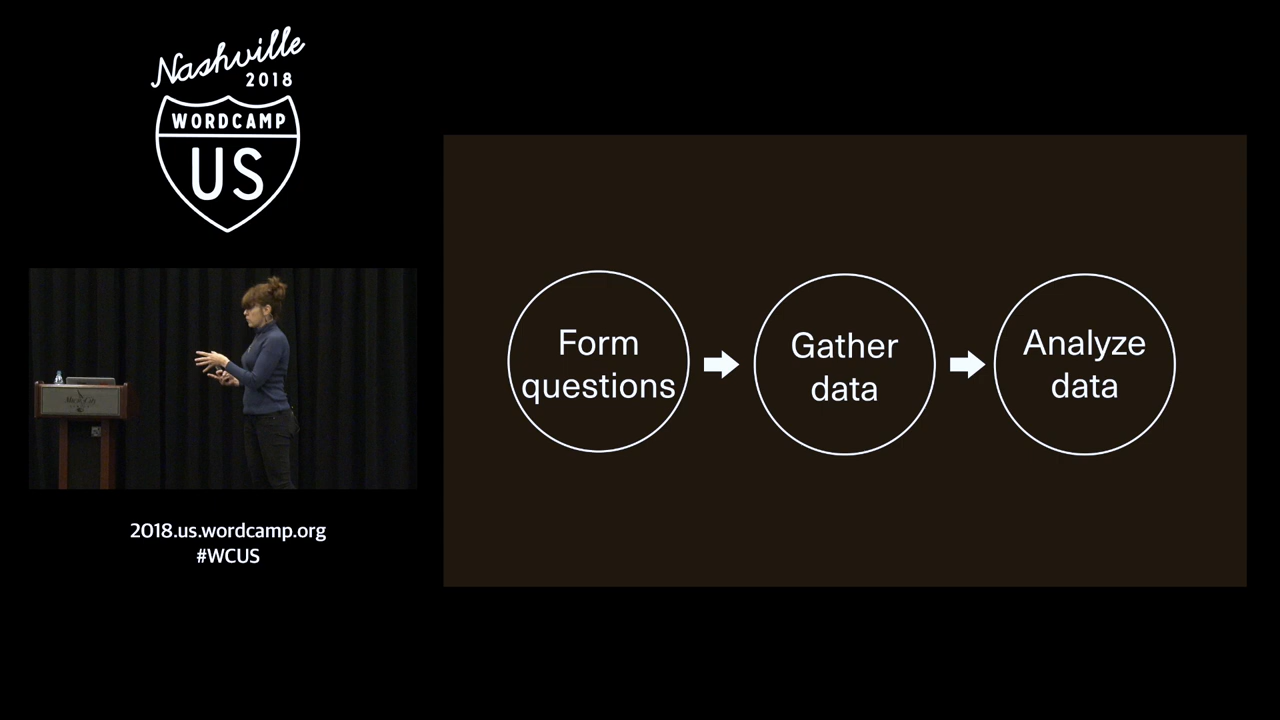 Nashville
2018
WORDCAMP
US
2018.us.wordcamp.org
#WCUS
Form
questions
Gather
data
Analyze
data